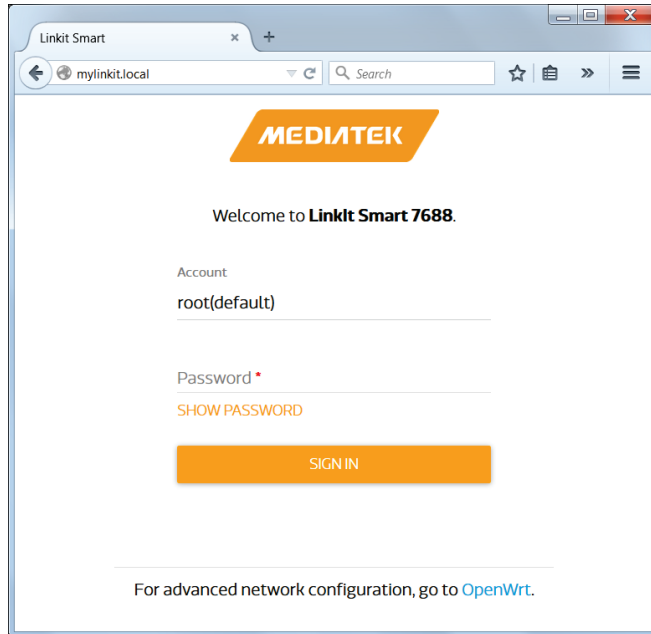 Linkit Smart
mylinkit.local
Search
MEDIATEK
Welcome to LinkIt Smart 7688.
Account
root(default)
Password *
SHOW PASSWORD
SIGN IN
For advanced network configuration, go to OpenWrt.